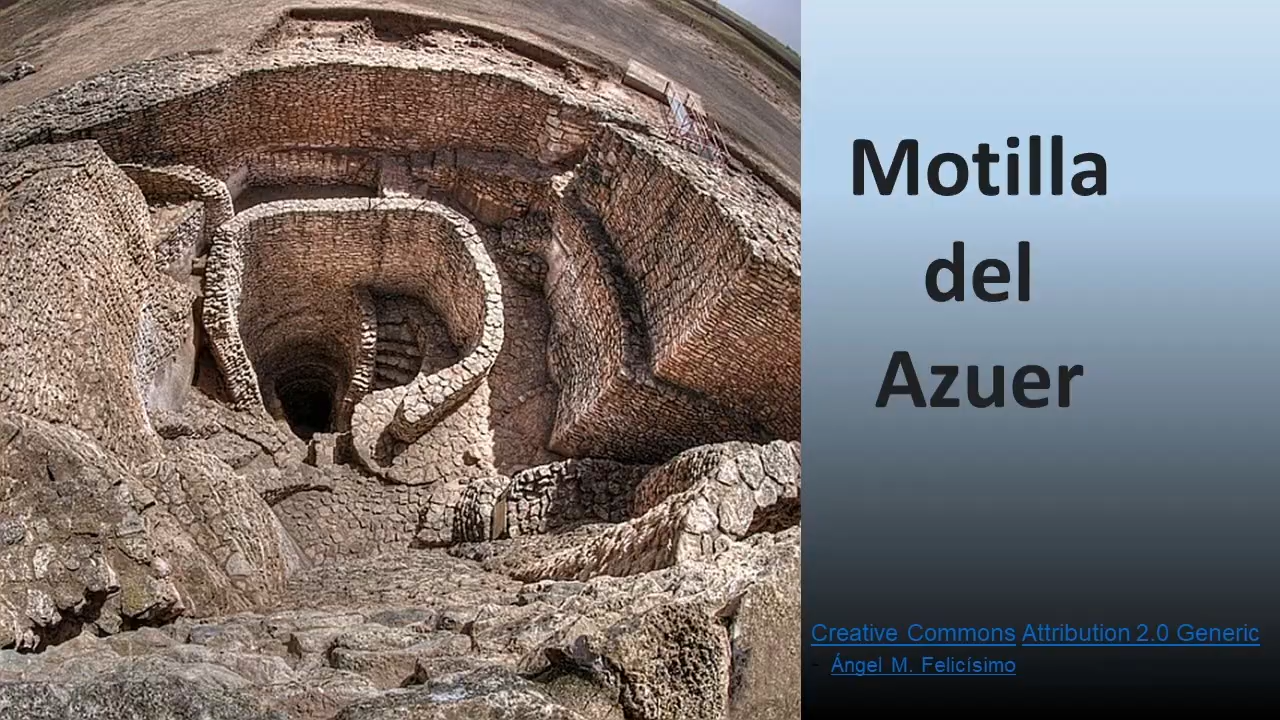 Motilla
del
Azuer
Creative Commons Attribution 2.0 Generic
- Ángel M. Felicísimo